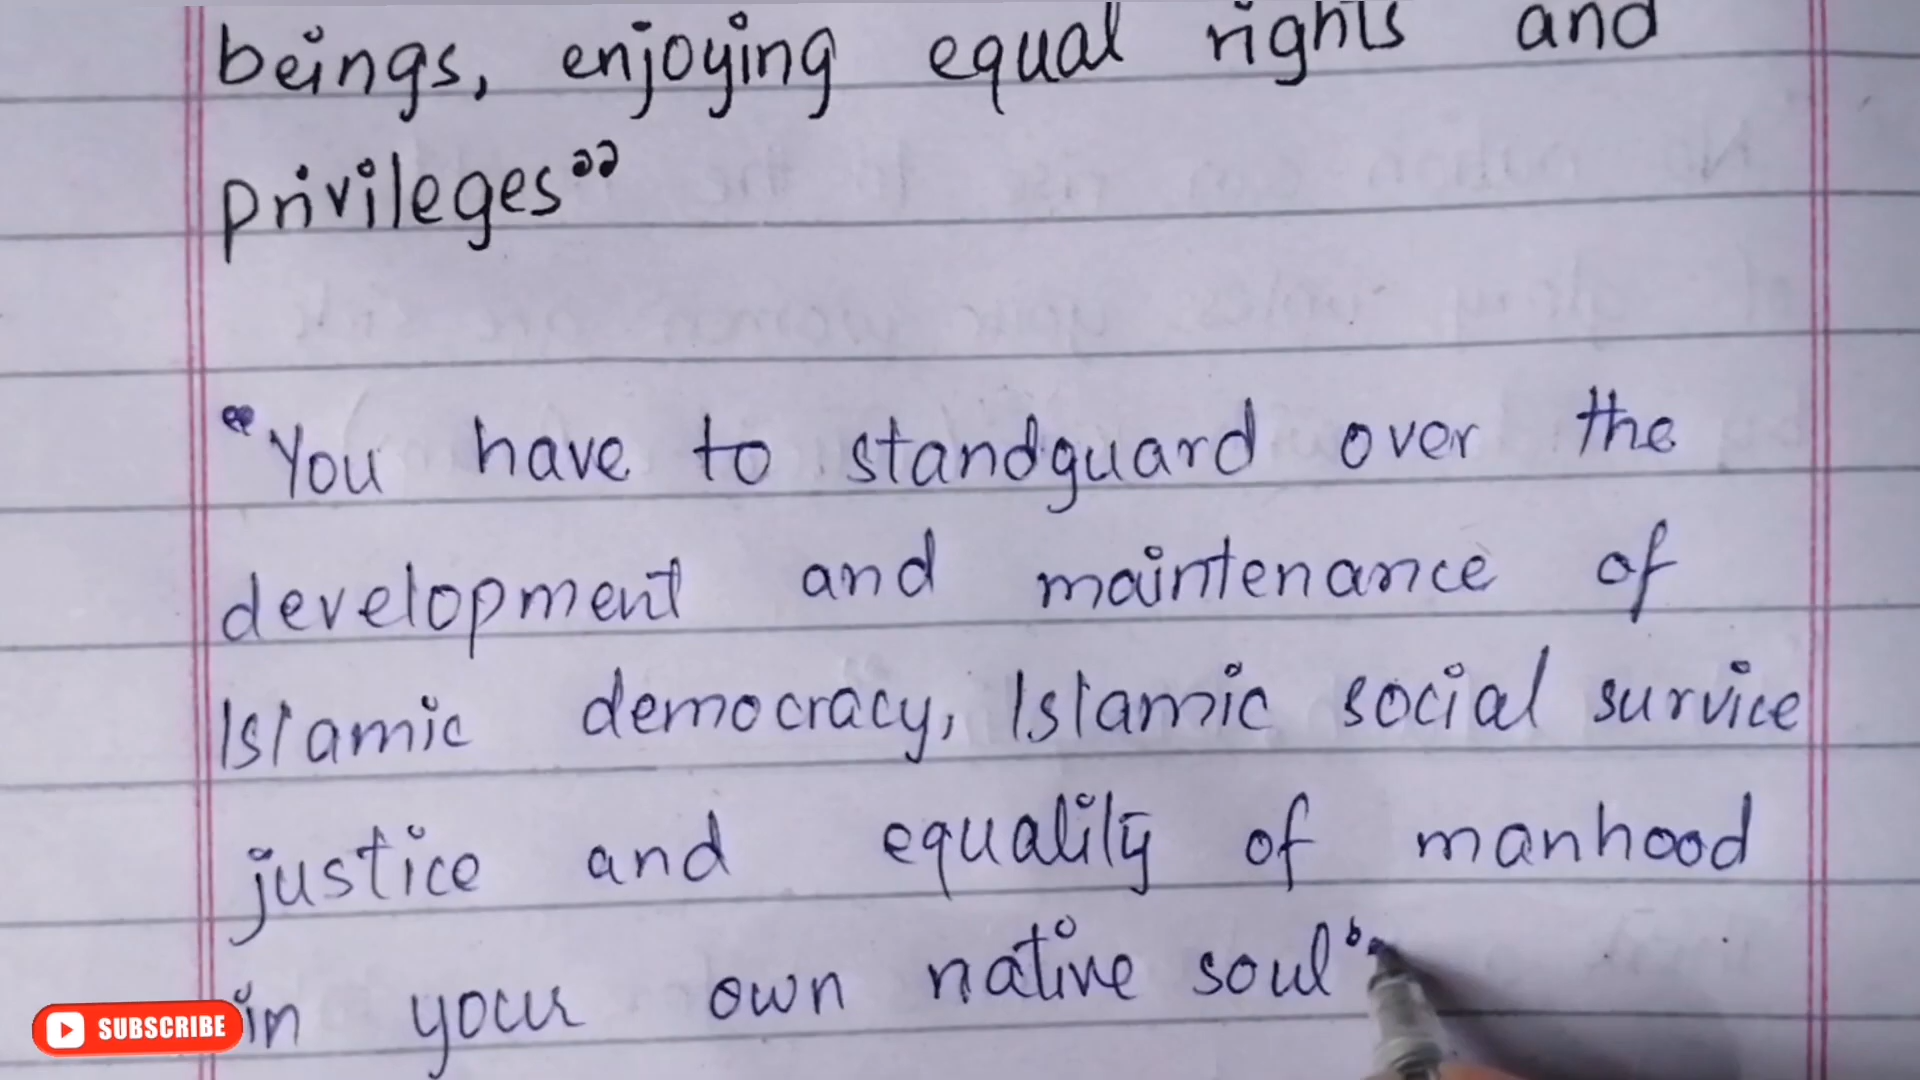 beings, enjoying equal rights and
privileges"
"You have to standguard over the
development and maintenance of
Islamic democracy, Islamic social survice
justice and equality of manhood
in your own native soul"
SUBSCRIBE